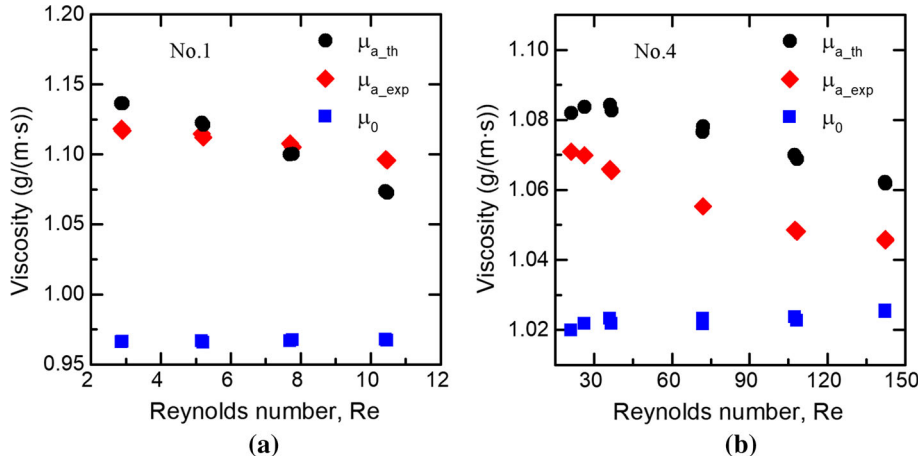 No.1
μa_th
μa_exp
μ0
Viscosity (g/(m·s))
1.20
1.15
1.10
1.05
1.00
0.95
2 4 6 8 10 12
Reynolds number, Re
(a)
No.4
μa_th
μa_exp
μ0
Viscosity (g/(m·s))
1.10
1.08
1.06
1.04
1.02
30 60 90 120 150
Reynolds number, Re
(b)